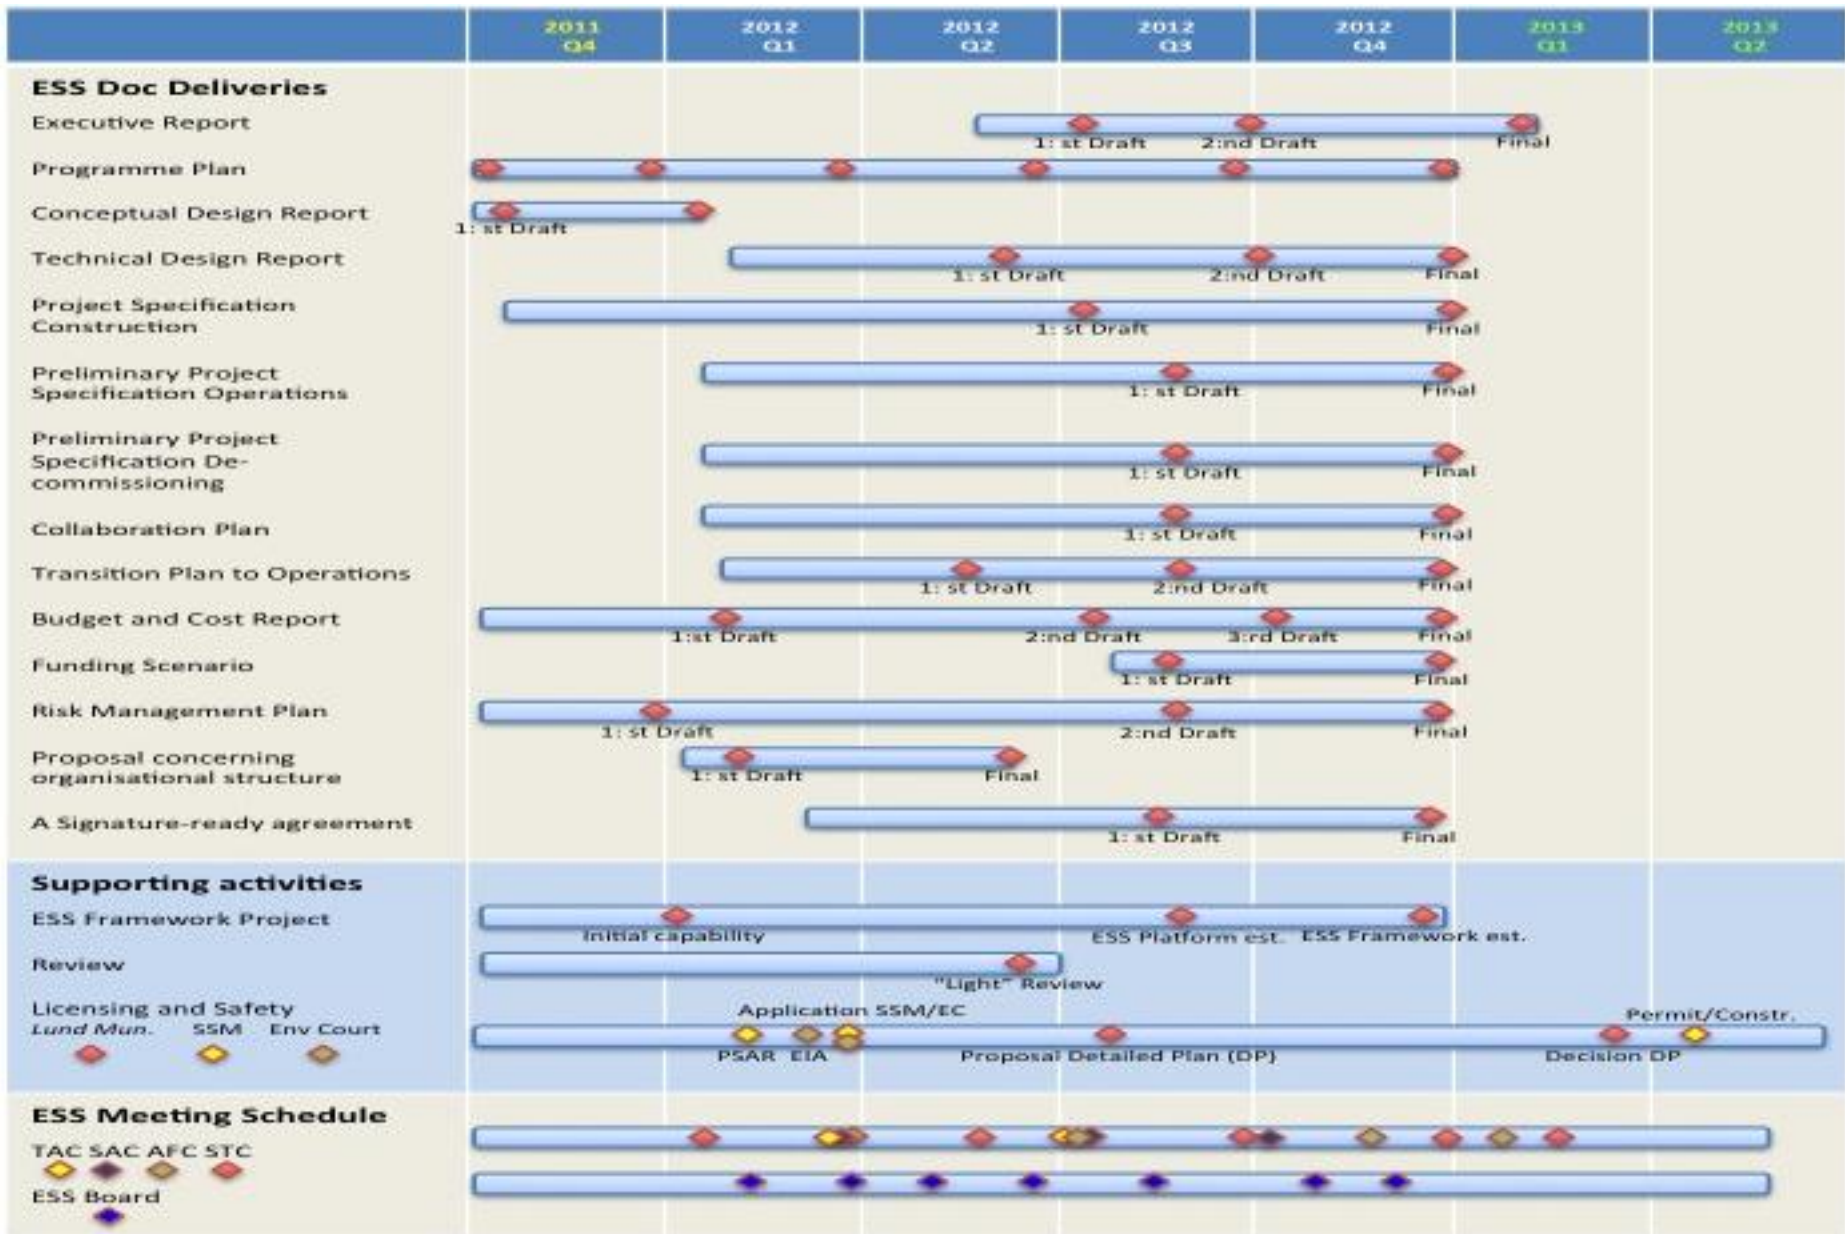 2011 2012 2012 2012 2012 2013 2013
Q4 Q1 Q2 Q3 Q4 Q1 Q2
ESS Doc Deliveries
Executive Report
1: st Draft 2:nd Draft Final
Programme Plan
Conceptual Design Report
1: st Draft
Technical Design Report
1: st Draft 2:nd Draft Final
Project Specification
Construction
1: st Draft Final
Preliminary Project
Specification Operations
1: st Draft Final
Preliminary Project
Specification De-
commissioning
1: st Draft Final
Collaboration Plan
1: st Draft Final
Transition Plan to Operations
1: st Draft 2:nd Draft Final
Budget and Cost Report
1:st Draft 2:nd Draft 3:rd Draft Final
Funding Scenario
1: st Draft Final
Risk Management Plan
1: st Draft 2:nd Draft Final
Proposal concerning
organisational structure
1: st Draft Final
A Signature-ready agreement
1: st Draft Final
Supporting activities
ESS Framework Project
Initial capability ESS Platform est. ESS Framework est.
Review
"Light" Review
Licensing and Safety
Application SSM/EC Permit/Constr.
Lund Mun. SSM Env Court
PSAR EIA Proposal Detailed Plan (DP) Decision DP
ESS Meeting Schedule
TAC SAC AFC STC
ESS Board